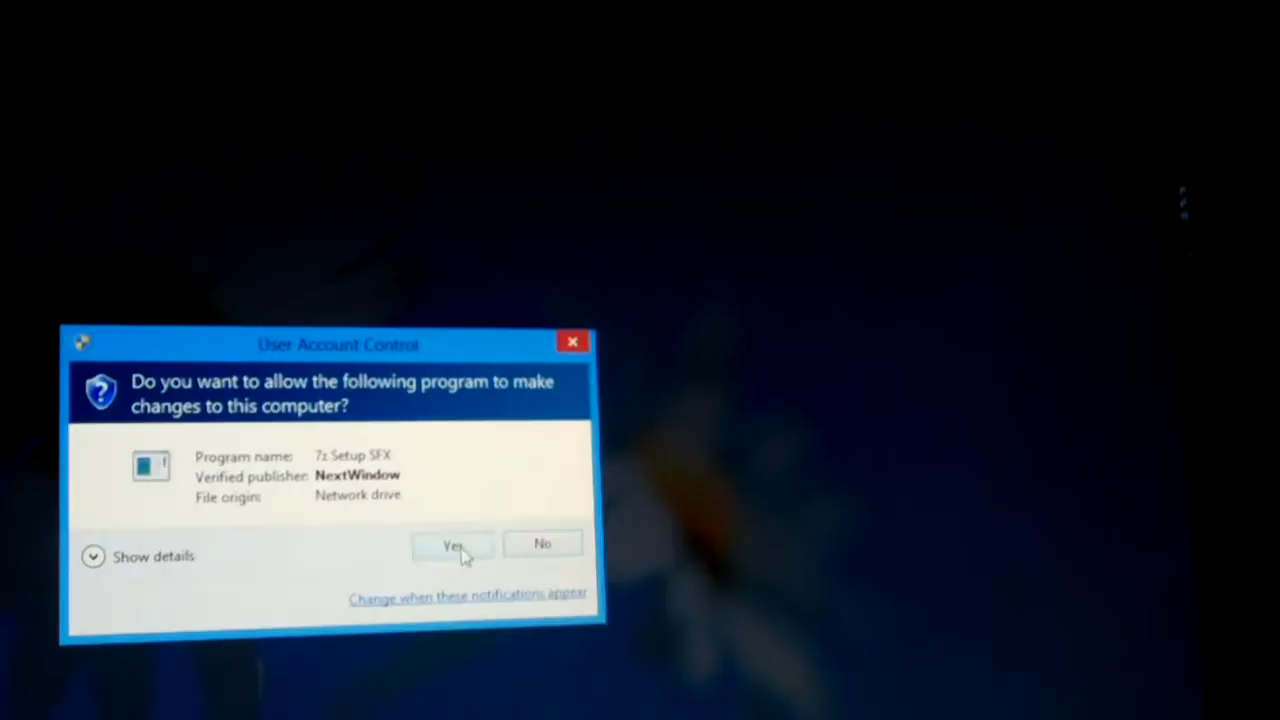 User Account Control
Do you want to allow the following program to make
changes to this computer?
Program name: 7z Setup SFX
Verified publisher: NextWindow
File origin: Network drive
Show details
Yes
No
Change when these notifications appear